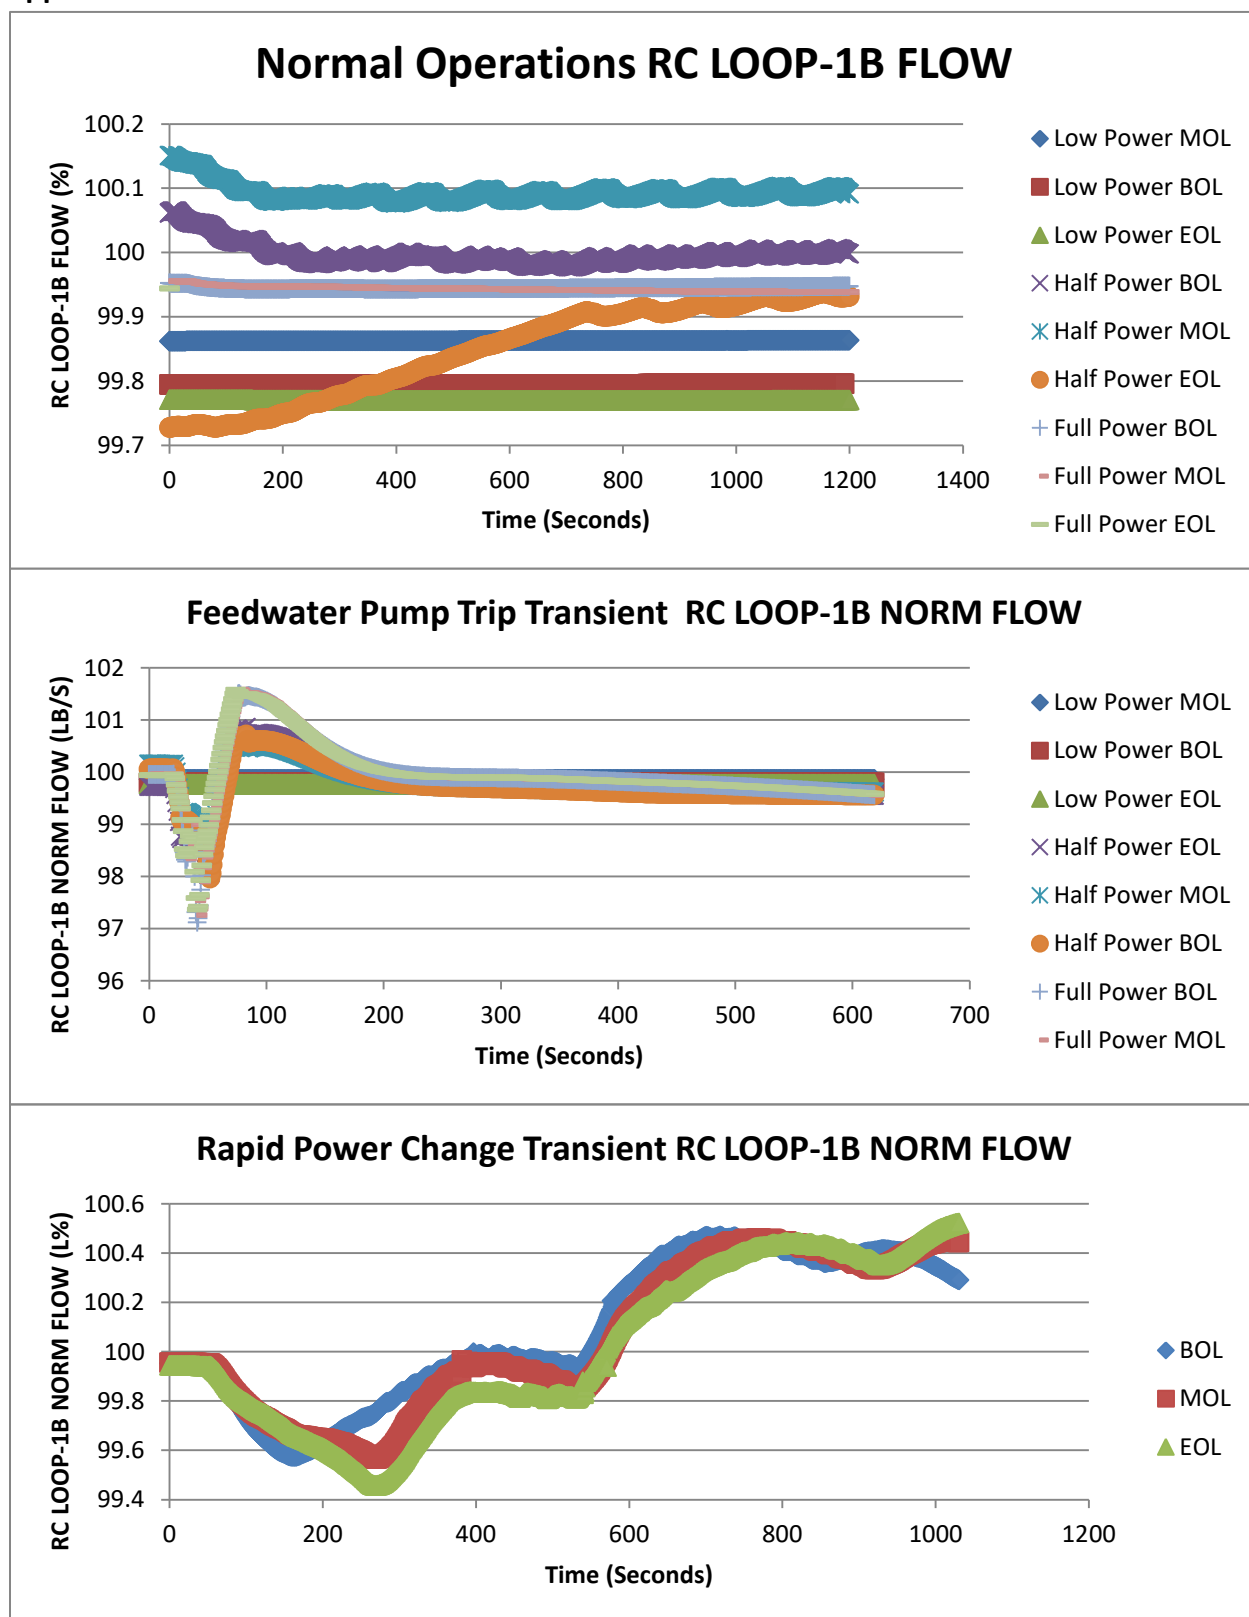 Normal Operations RC LOOP-1B FLOW
RC LOOP-1B FLOW (%)
100.2
100.1
100
99.9
99.8
99.7
0 200 400 600 800 1000 1200 1400
Time (Seconds)
Low Power MOL
Low Power BOL
Low Power EOL
Half Power BOL
Half Power MOL
Half Power EOL
Full Power BOL
Full Power MOL
Full Power EOL
Feedwater Pump Trip Transient RC LOOP-1B NORM FLOW
RC LOOP-1B NORM FLOW (LB/S)
102
101
100
99
98
97
96
0 100 200 300 400 500 600 700
Time (Seconds)
Low Power MOL
Low Power BOL
Low Power EOL
Half Power EOL
Half Power MOL
Half Power BOL
Full Power BOL
Full Power MOL
Rapid Power Change Transient RC LOOP-1B NORM FLOW
RC LOOP-1B NORM FLOW (L%)
100.6
100.4
100.2
100
99.8
99.6
99.4
0 200 400 600 800 1000 1200
Time (Seconds)
BOL
MOL
EOL